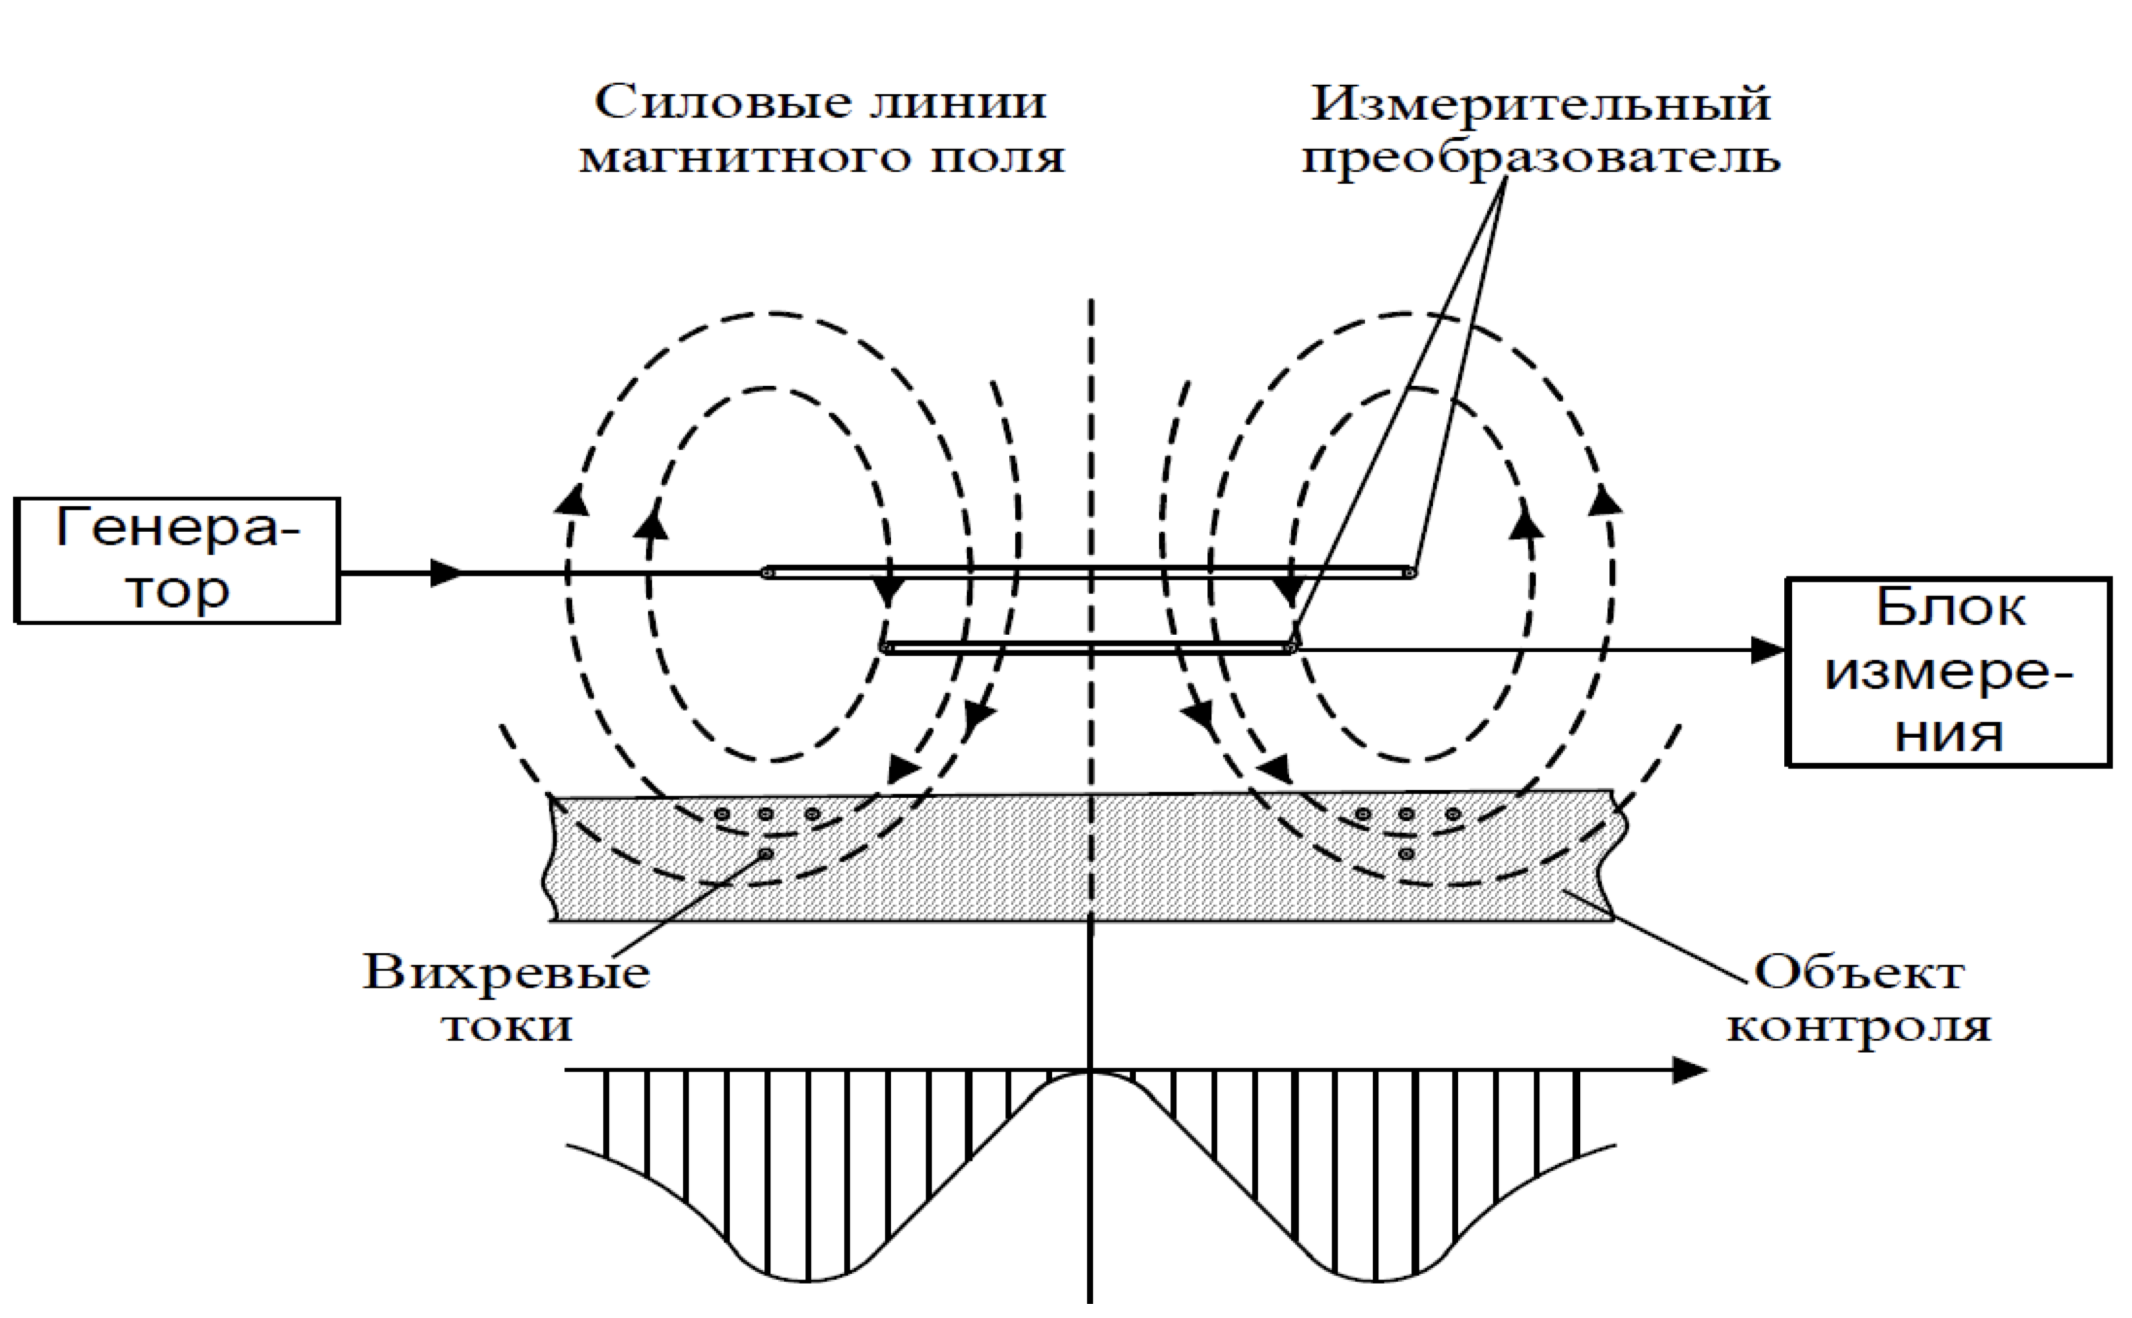 Силовые линии
магнитного поля
Измерительный
преобразователь
Генера-
тор
Блок
измере-
ния
Вихревые
токи
Объект
контроля